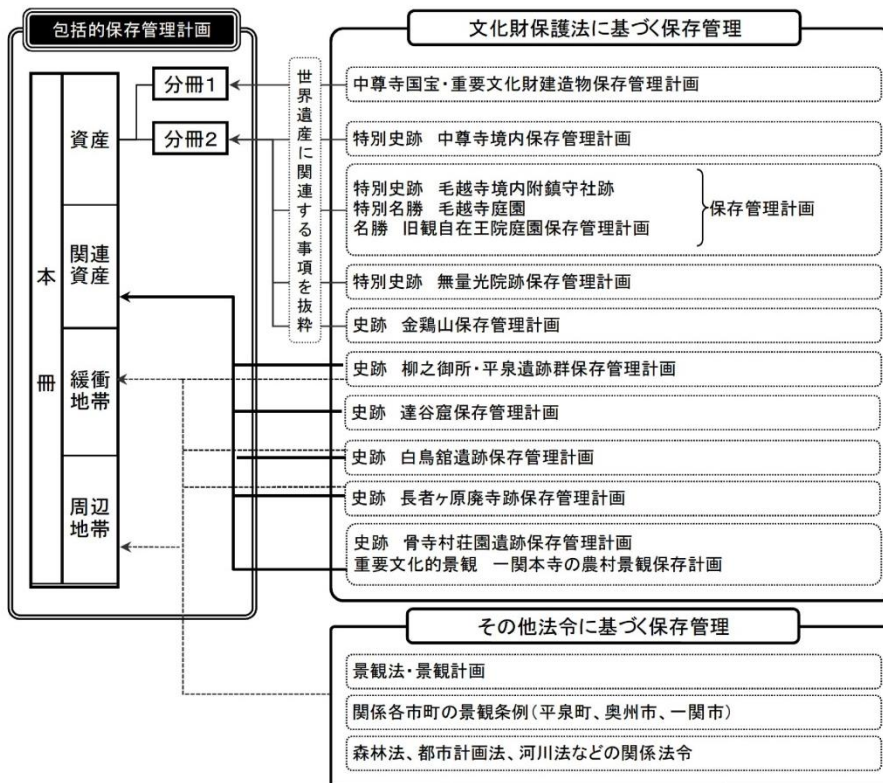 包括的保存管理計画
本冊
資産
関連
資産
緩衝
地帯
周辺
地帯
分冊1
分冊2
世界遺産に関連する事項を抜粋
文化財保護法に基づく保存管理
中尊寺国宝・重要文化財建造物保存管理計画
特別史跡 中尊寺境内保存管理計画
特別史跡 毛越寺境内附鎮守社跡
特別名勝 毛越寺庭園
名勝 旧観自在王院庭園保存管理計画
保存管理計画
特別史跡 無量光院跡保存管理計画
史跡 金鶏山保存管理計画
史跡 柳之御所・平泉遺跡群保存管理計画
史跡 達谷窟保存管理計画
史跡 白鳥舘遺跡保存管理計画
史跡 長者ヶ原廃寺跡保存管理計画
史跡 骨寺村荘園遺跡保存管理計画
重要文化的景観 一関本寺の農村景観保存計画
その他法令に基づく保存管理
景観法・景観計画
関係各市町の景観条例（平泉町、奥州市、一関市）
森林法、都市計画法、河川法などの関係法令